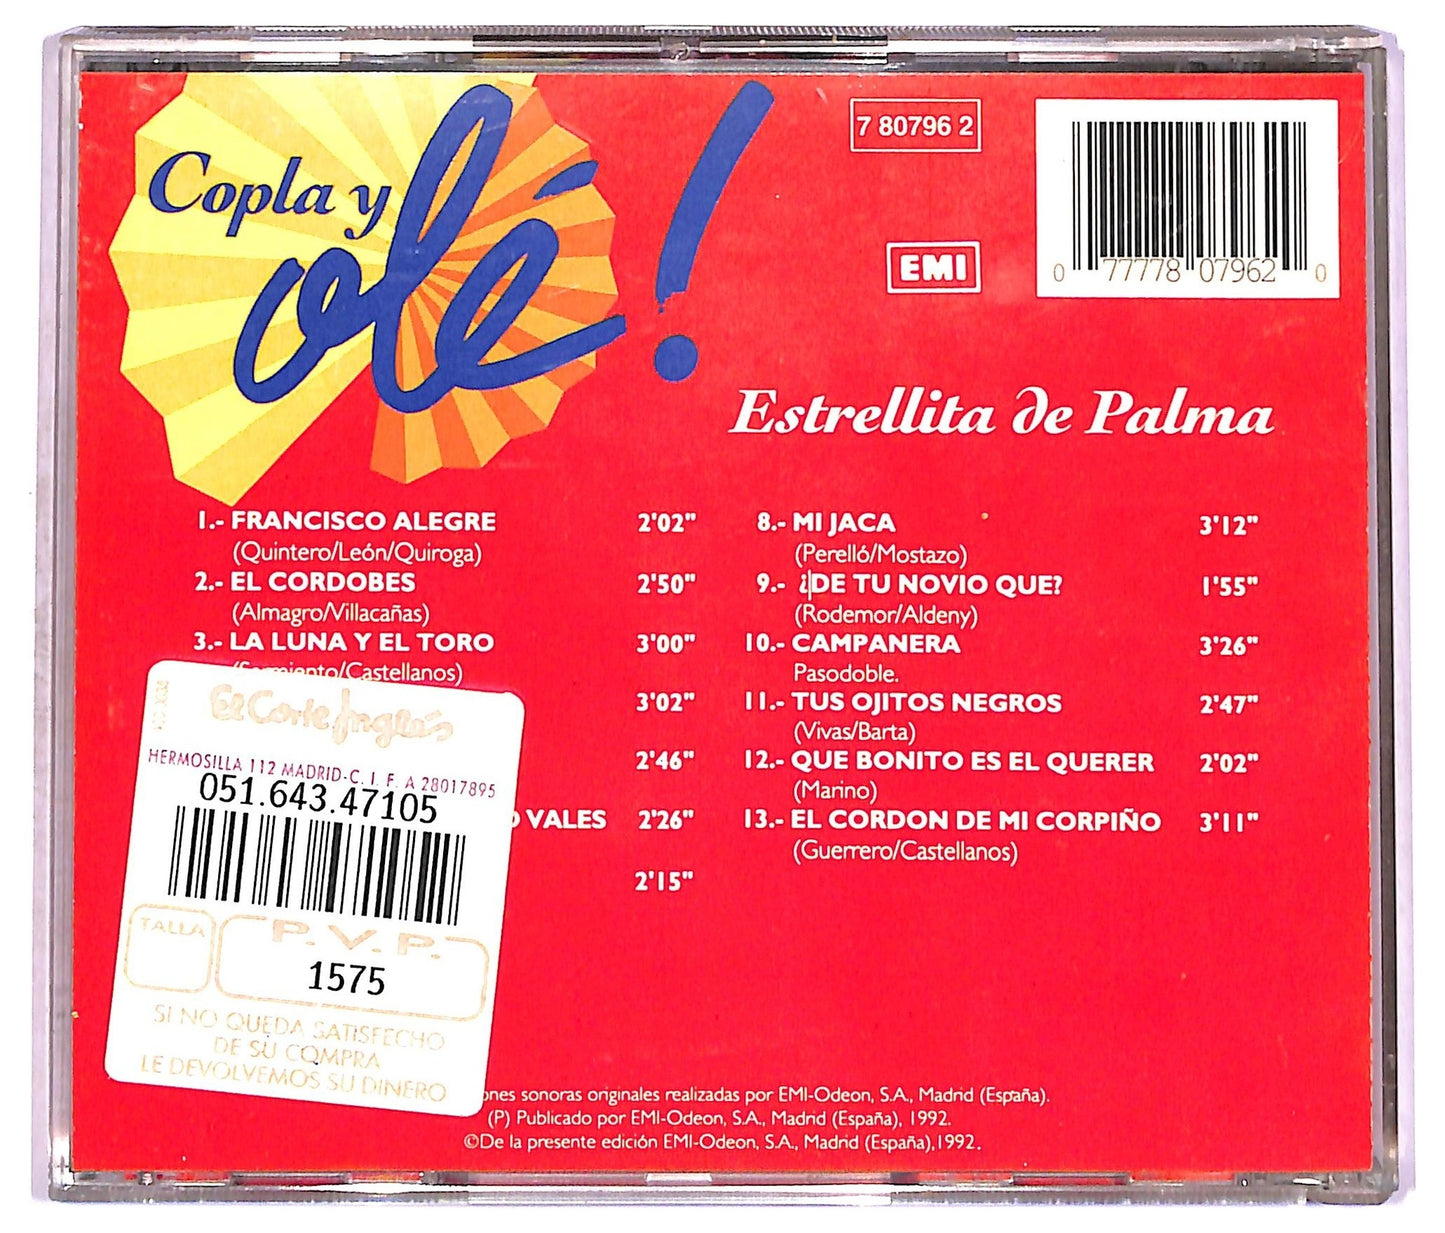 Copla y
olé!
7 80796 2
EMI
0 77778 07962 0
Estrellita de Palma
1.- FRANCISCO ALEGRE 2'02"
(Quintero/León/Quiroga)
2.- EL CORDOBES 2'50"
(Almagro/Villacañas)
3.- LA LUNA Y EL TORO 3'00"
(Sarmiento/Castellanos)
3'02"
2'46"
VALES 2'26"
2'15"
8.- MI JACA 3'12"
(Perelló/Mostazo)
9.- ¿DE TU NOVIO QUE? 1'55"
(Rodemor/Aldeny)
10.- CAMPANERA 3'26"
Pasodoble.
11.- TUS OJITOS NEGROS 2'47"
(Vivas/Barta)
12.- QUE BONITO ES EL QUERER 2'02"
(Marino)
13.- EL CORDON DE MI CORPIÑO 3'11"
(Guerrero/Castellanos)
El Corte Inglés
HERMOSILLA 112 MADRID-C. I. F. A 28017895
051.643.47105
TALLA
P.V.P.
1575
SI NO QUEDA SATISFECHO
DE SU COMPRA
LE DEVOLVEMOS SU DINERO
ones sonoras originales realizadas por EMI-Odeon, S.A., Madrid (España).
(P) Publicado por EMI-Odeon, S.A., Madrid (España), 1992.
©De la presente edición EMI-Odeon, S.A., Madrid (España),1992.